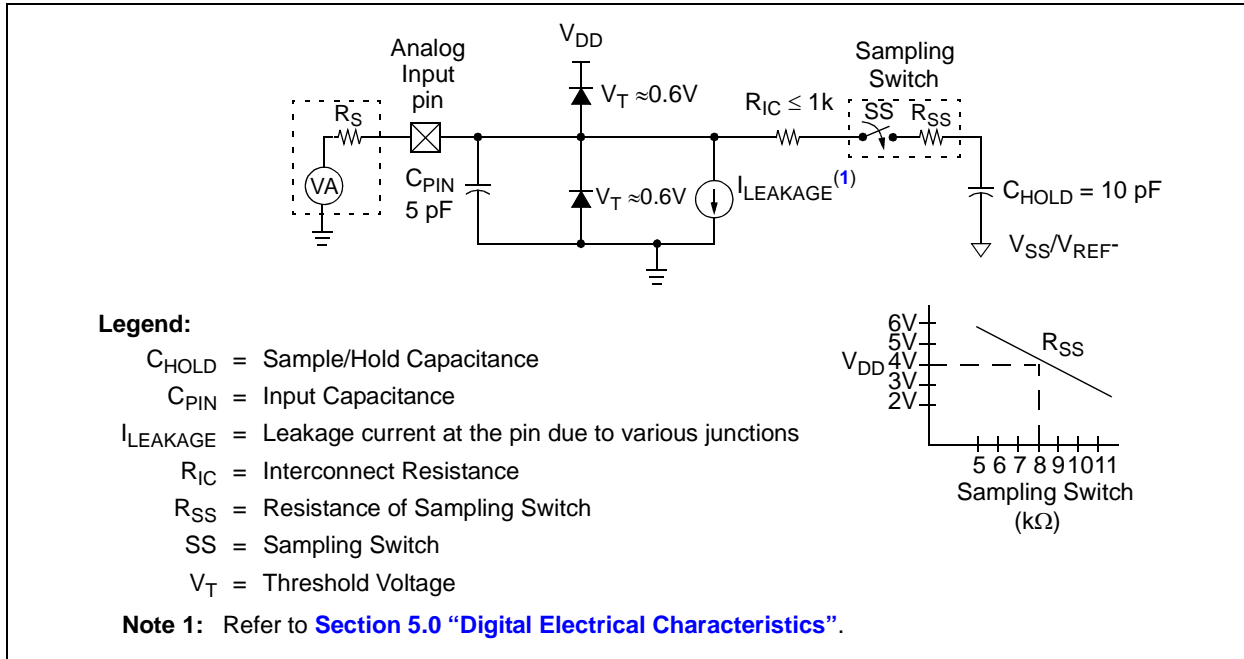 V_DD
Analog Input pin
Sampling Switch
V_T ≈0.6V
R_IC ≤ 1k
SS
R_SS
R_S
VA
C_PIN
5 pF
V_T ≈0.6V
I_LEAKAGE(1)
C_HOLD = 10 pF
V_SS/V_REF-
Legend:
C_HOLD = Sample/Hold Capacitance
C_PIN = Input Capacitance
I_LEAKAGE = Leakage current at the pin due to various junctions
R_IC = Interconnect Resistance
R_SS = Resistance of Sampling Switch
SS = Sampling Switch
V_T = Threshold Voltage
6V
5V
V_DD 4V
3V
2V
R_SS
5 6 7 8 9 10 11
Sampling Switch
(kΩ)
Note 1: Refer to Section 5.0 “Digital Electrical Characteristics”.